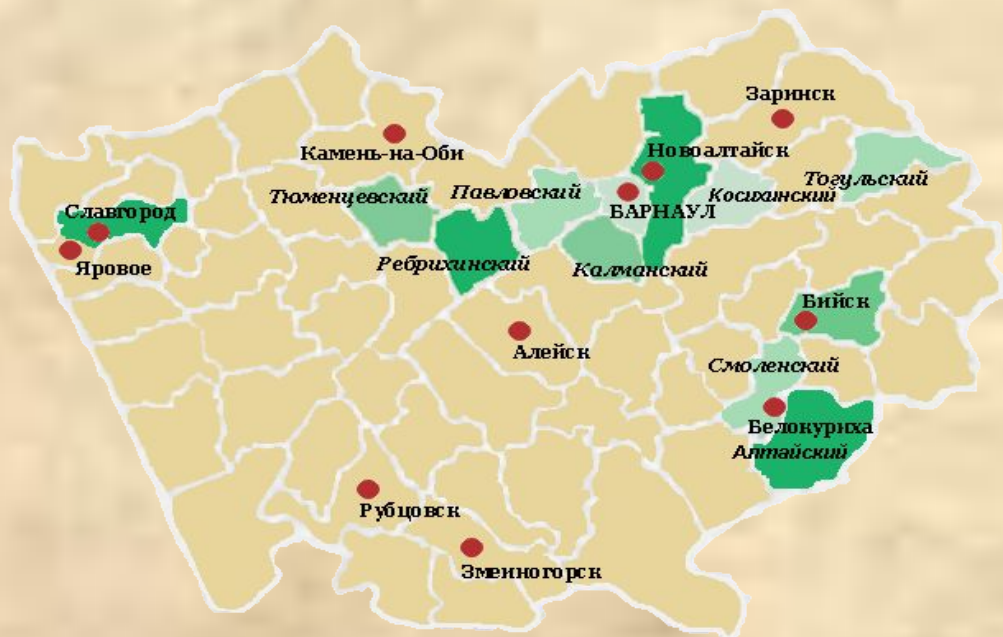 Заринск
Камень-на-Оби
Новоалтайск
Тюменцевский
Павловский
Косихинский
Тогульский
Славгород
БАРНАУЛ
Яровое
Ребрихинский
Калманский
Бийск
Алейск
Смоленский
Белокуриха
Алтайский
Рубцовск
Змеиногорск